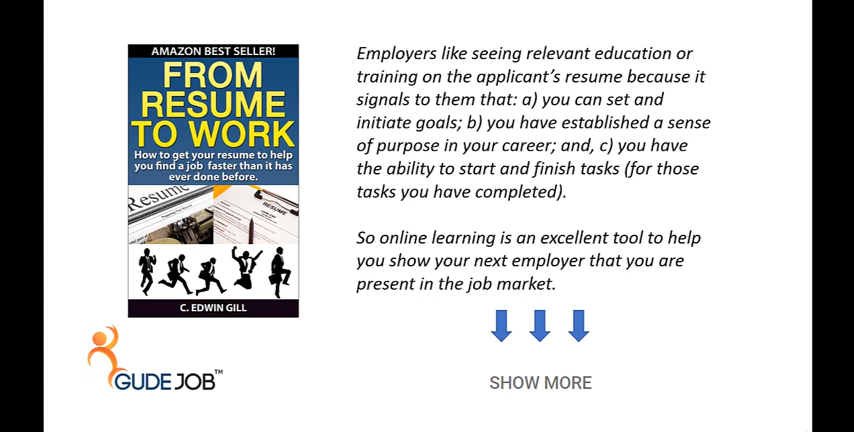 AMAZON BEST SELLER!
FROM
RESUME
TO WORK
How to get your resume to help
you find a job faster than it has
ever done before.
Resume
RESUME
C. EDWIN GILL
GUDEJOB™
Employers like seeing relevant education or
training on the applicant's resume because it
signals to them that: a) you can set and
initiate goals; b) you have established a sense
of purpose in your career; and, c) you have
the ability to start and finish tasks (for those
tasks you have completed).
So online learning is an excellent tool to help
you show your next employer that you are
present in the job market.
SHOW MORE